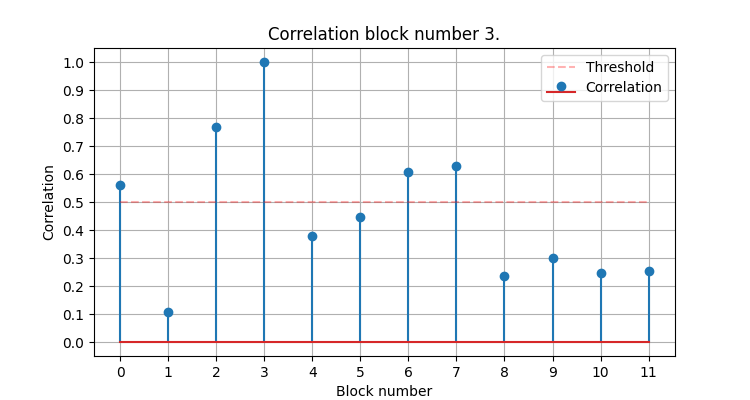 Correlation block number 3.
Threshold
Correlation
Correlation
1.0
0.9
0.8
0.7
0.6
0.5
0.4
0.3
0.2
0.1
0.0
0 1 2 3 4 5 6 7 8 9 10 11
Block number